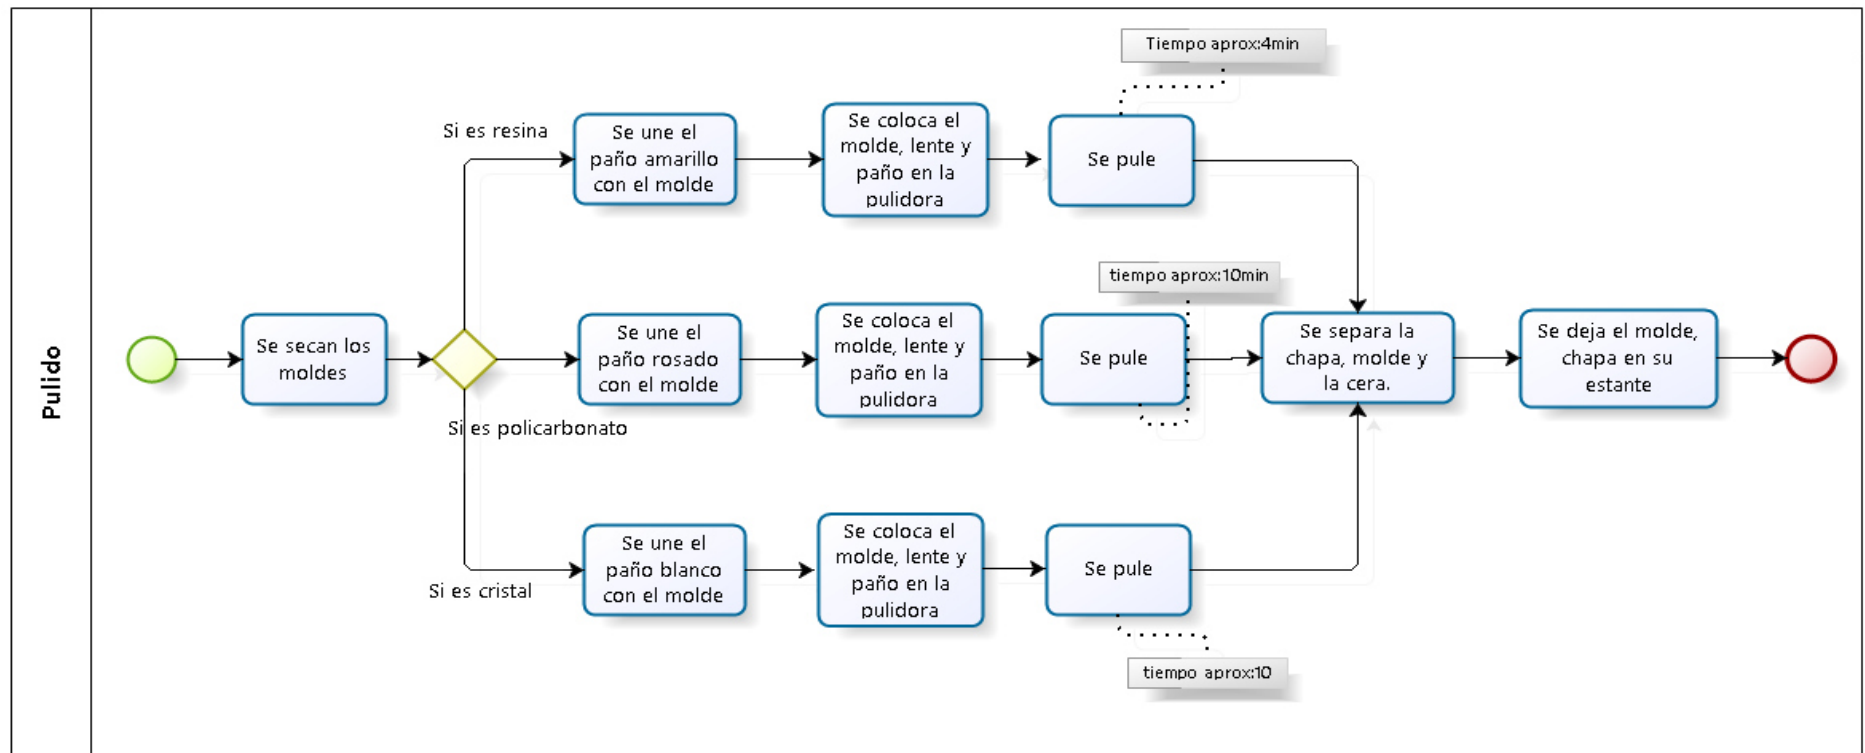 Pulido
Se secan los
moldes
Si es resina
Se une el
paño amarillo
con el molde
Se coloca el
molde, lente y
paño en la
pulidora
Se pule
Tiempo aprox:4min
Si es policarbonato
Se une el
paño rosado
con el molde
Se coloca el
molde, lente y
paño en la
pulidora
Se pule
tiempo aprox:10min
Si es cristal
Se une el
paño blanco
con el molde
Se coloca el
molde, lente y
paño en la
pulidora
Se pule
tiempo aprox:10
Se separa la
chapa, molde y
la cera.
Se deja el molde,
chapa en su
estante